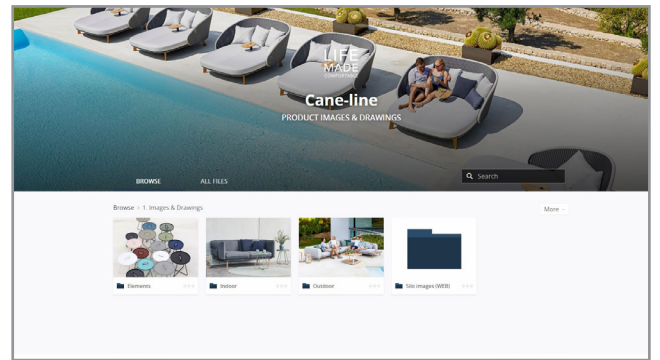 LIFE
MADE
COMFORTABLE
Cane-line
PRODUCT IMAGES & DRAWINGS
BROWSE
ALL FILES
Search
Browse > 1. Images & Drawings
More
Elements
Indoor
Outdoor
Silo images (WEB)